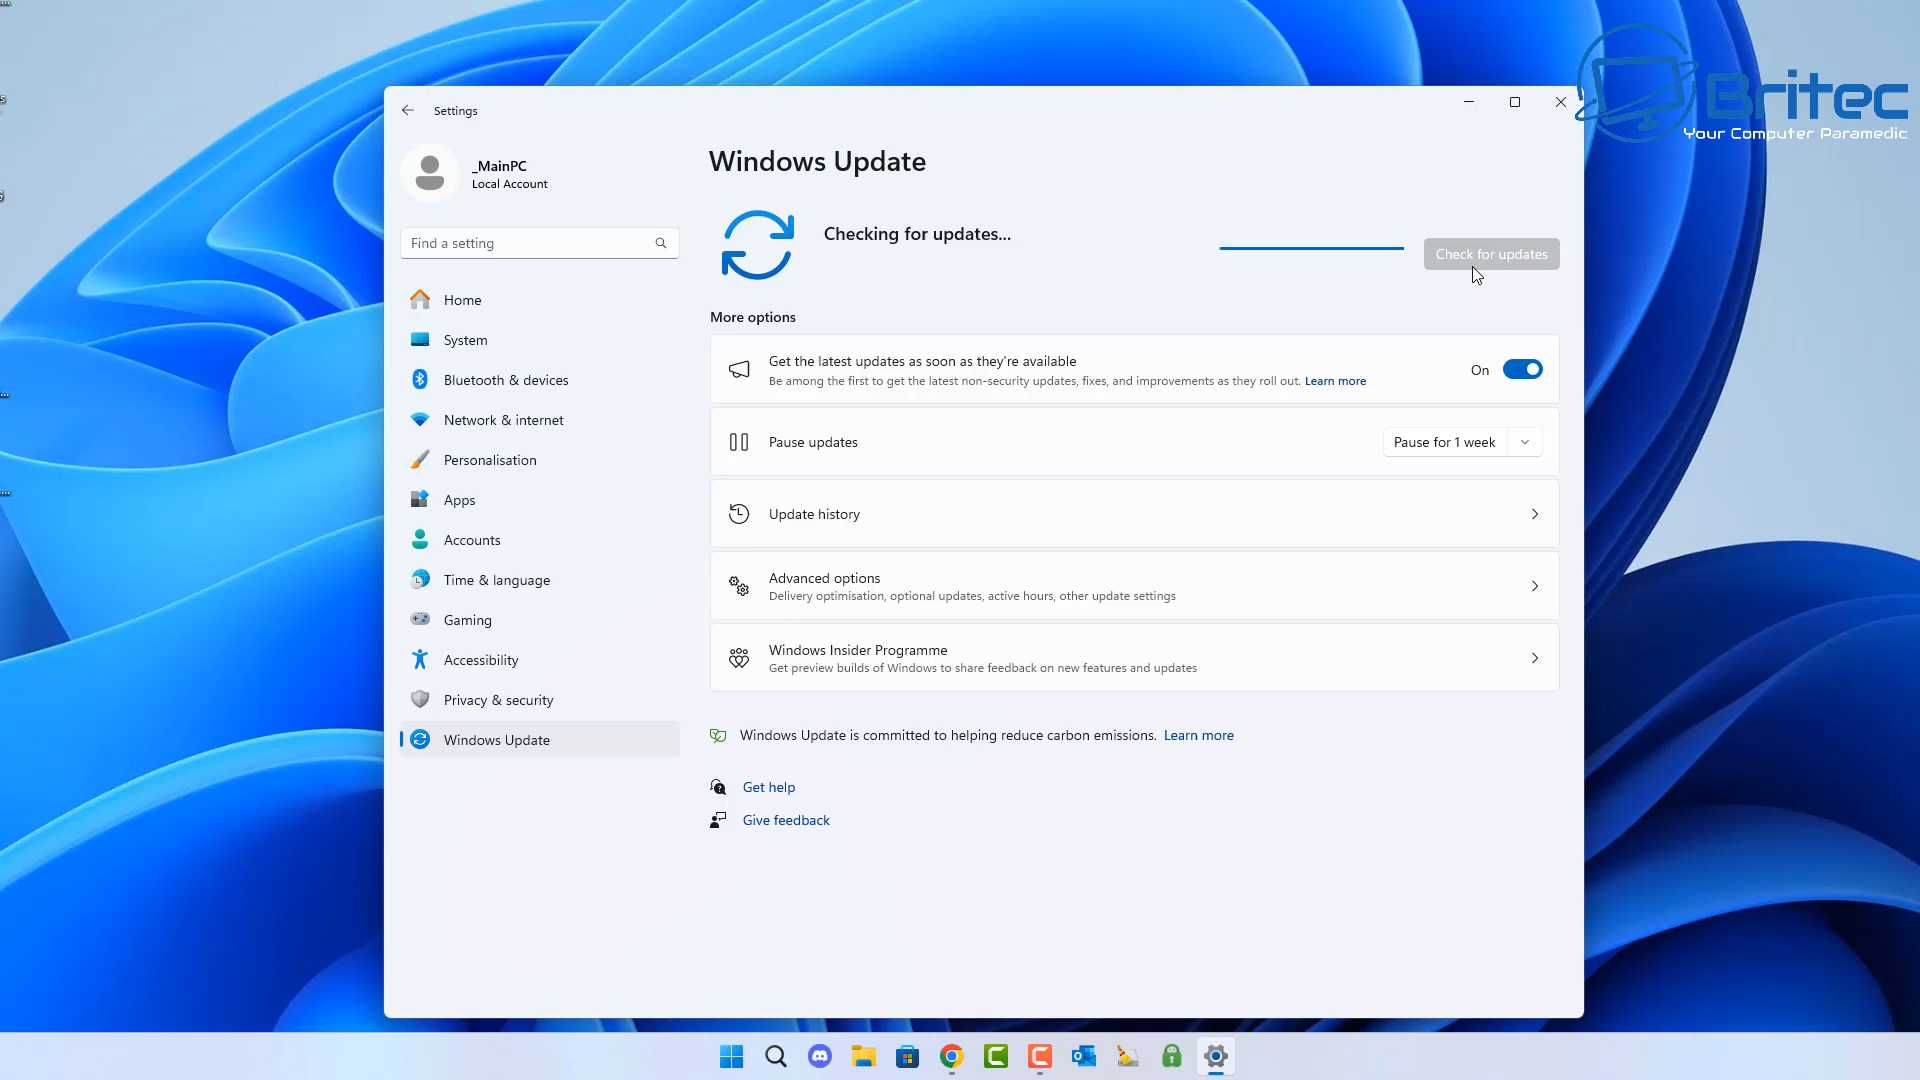 Settings
Britec
Your Computer Paramedic
_MainPC
Local Account
Find a setting
Home
System
Bluetooth & devices
Network & internet
Personalisation
Apps
Accounts
Time & language
Gaming
Accessibility
Privacy & security
Windows Update
Windows Update
Checking for updates...
Check for updates
More options
Get the latest updates as soon as they're available
Be among the first to get the latest non-security updates, fixes, and improvements as they roll out. Learn more
On
Pause updates
Pause for 1 week
Update history
Advanced options
Delivery optimisation, optional updates, active hours, other update settings
Windows Insider Programme
Get preview builds of Windows to share feedback on new features and updates
Windows Update is committed to helping reduce carbon emissions. Learn more
Get help
Give feedback